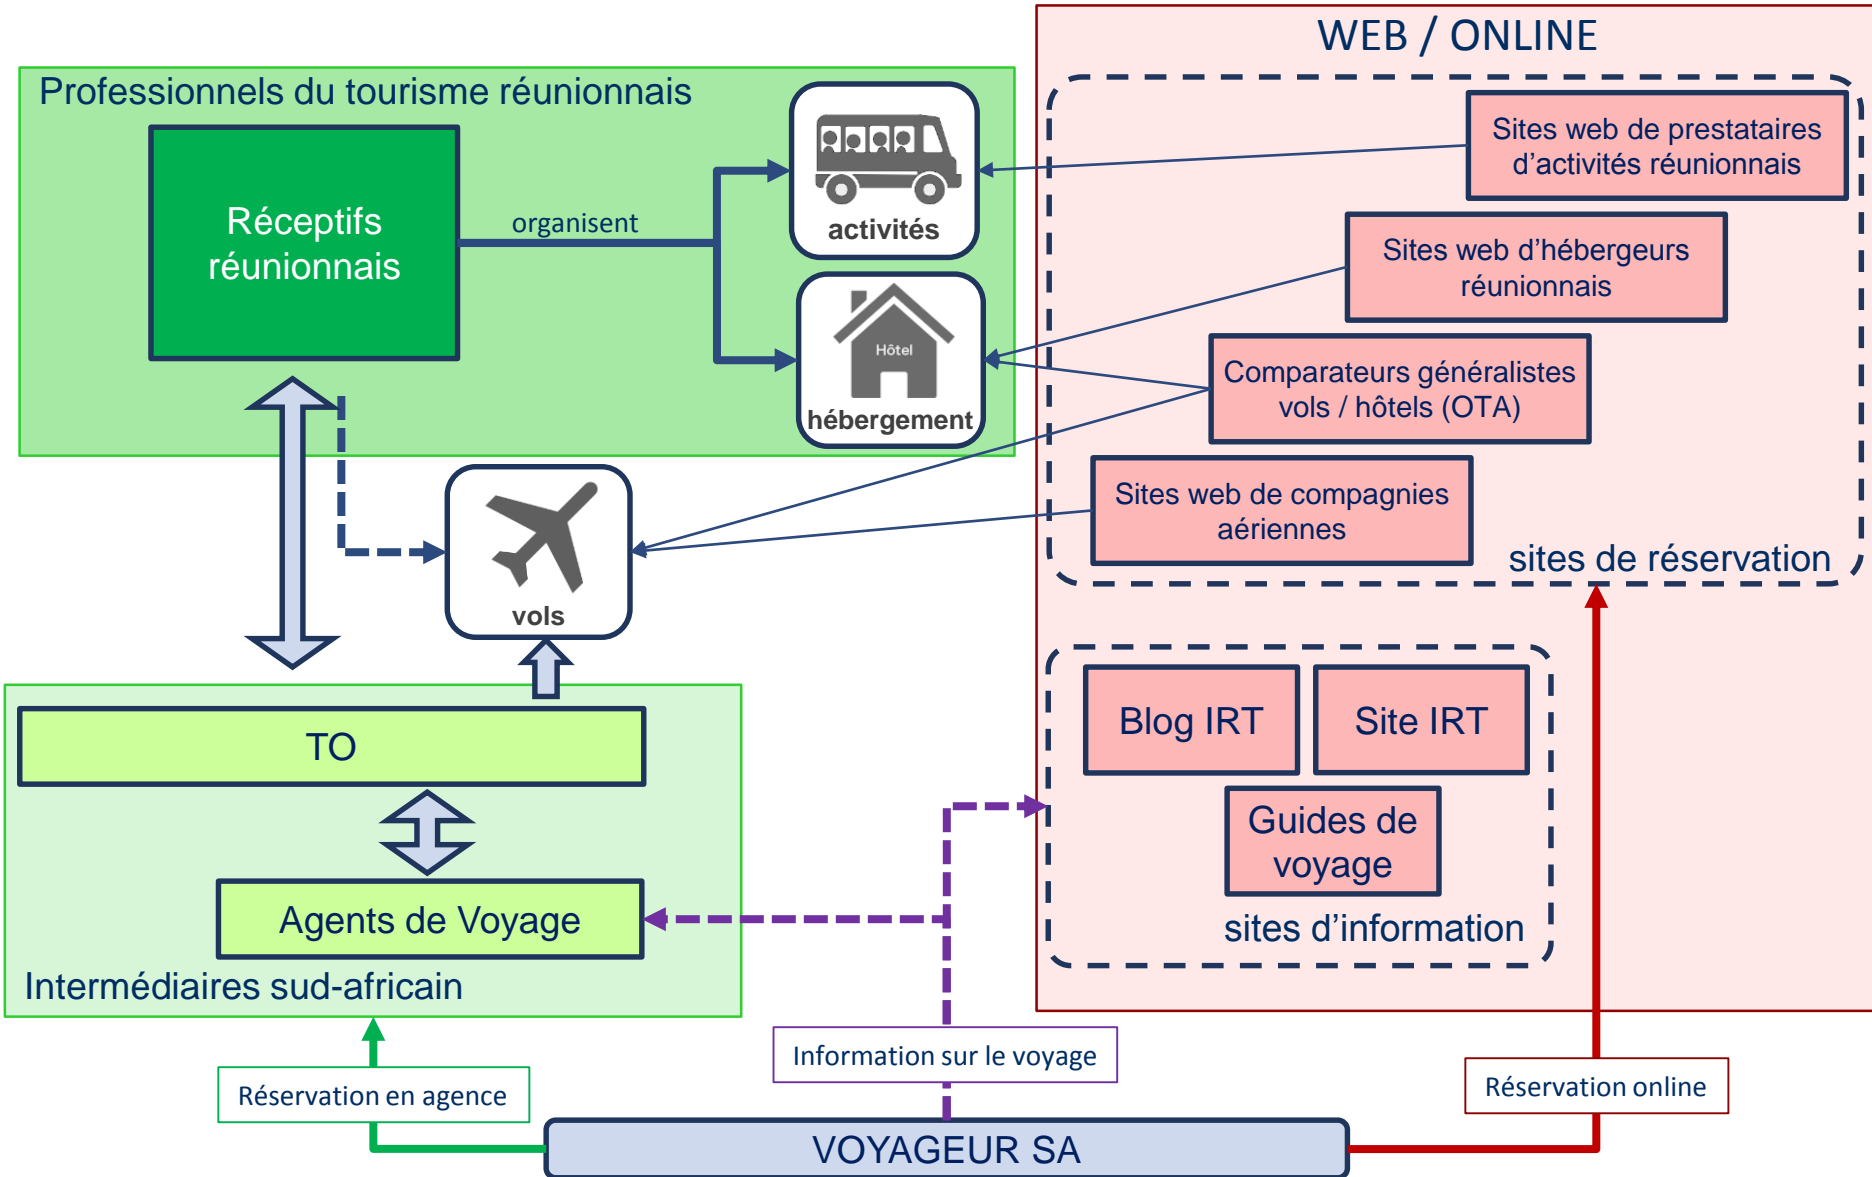 WEB / ONLINE
Professionnels du tourisme réunionnais
Réceptifs
réunionnais
organisent
activités
Hôtel
hébergement
Sites web de prestataires
d’activités réunionnais
Sites web d’hébergeurs
réunionnais
Comparateurs généralistes
vols / hôtels (OTA)
Sites web de compagnies
aériennes
sites de réservation
vols
TO
Agents de Voyage
Intermédiaires sud-africain
Blog IRT
Site IRT
Guides de
voyage
sites d’information
Réservation en agence
Information sur le voyage
Réservation online
VOYAGEUR SA